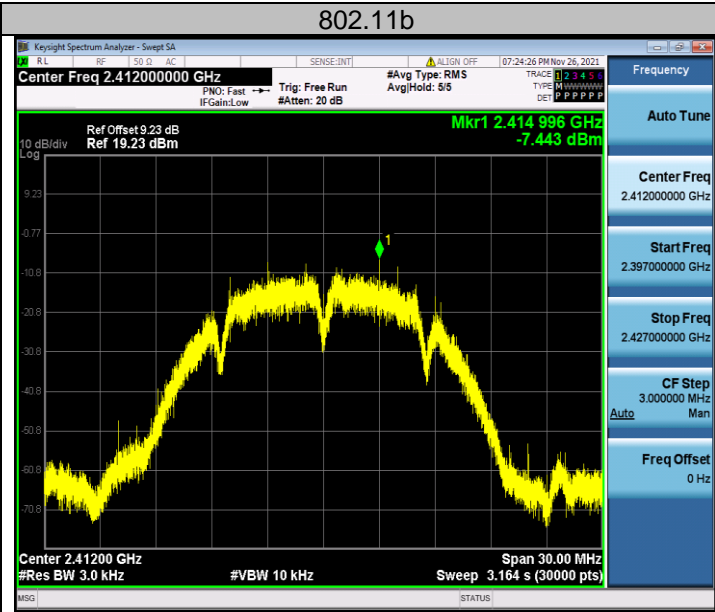 802.11b
Keysight Spectrum Analyzer - Swept SA
RL RF 50 Ω AC SENSE:INT ALIGN OFF 07:24:26 PM Nov 26, 2021
Center Freq 2.412000000 GHz
PNO: Fast
IFGain:Low
Trig: Free Run
#Atten: 20 dB
#Avg Type: RMS
Avg|Hold: 5/5
TRACE 1 2 3 4 5 6
TYPE M WWWWW
DET P P P P P P
Frequency
Mkr1 2.414 996 GHz
-7.443 dBm
Ref Offset 9.23 dB
10 dB/div Ref 19.23 dBm
Log
9.23
-0.77
-10.8
-20.8
-30.8
-40.8
-50.8
-60.8
-70.8
1
Center 2.41200 GHz Span 30.00 MHz
#Res BW 3.0 kHz #VBW 10 kHz Sweep 3.164 s (30000 pts)
Auto Tune
Center Freq
2.412000000 GHz
Start Freq
2.397000000 GHz
Stop Freq
2.427000000 GHz
CF Step
3.000000 MHz
Auto Man
Freq Offset
0 Hz
MSG STATUS